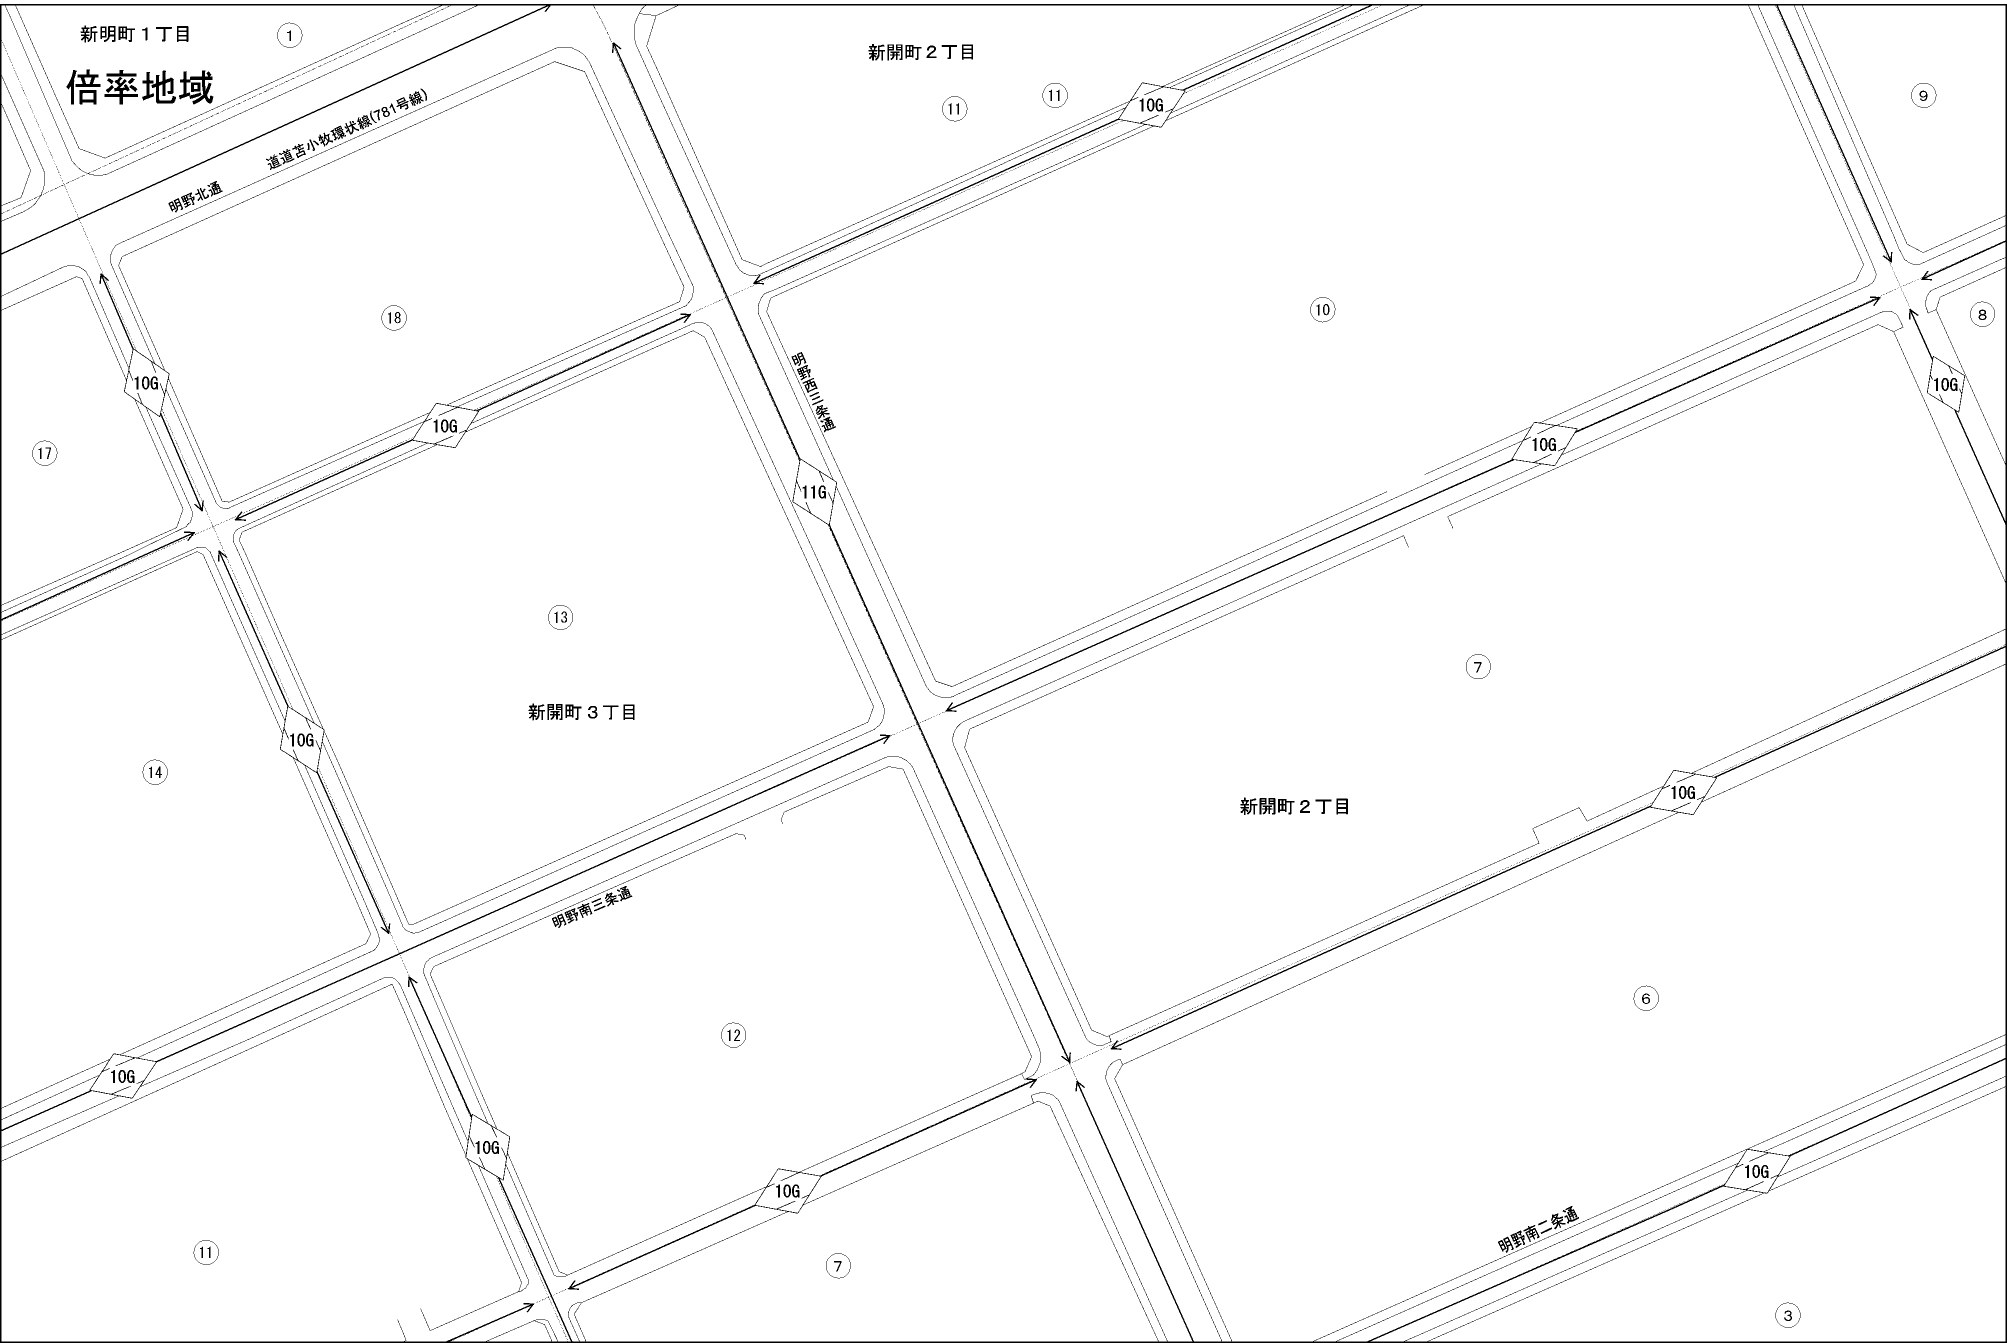 新明町1丁目
①
倍率地域
新開町2丁目
⑪
⑪
10G
⑨
道道苫小牧環状線(781号線)
明野北通
⑱
⑩
⑧
10G
10G
10G
明野西三条通
10G
⑰
11G
⑬
⑦
新開町3丁目
10G
⑭
10G
新開町2丁目
明野南三条通
⑥
⑫
10G
10G
10G
10G
明野南二条通
⑪
⑦
③